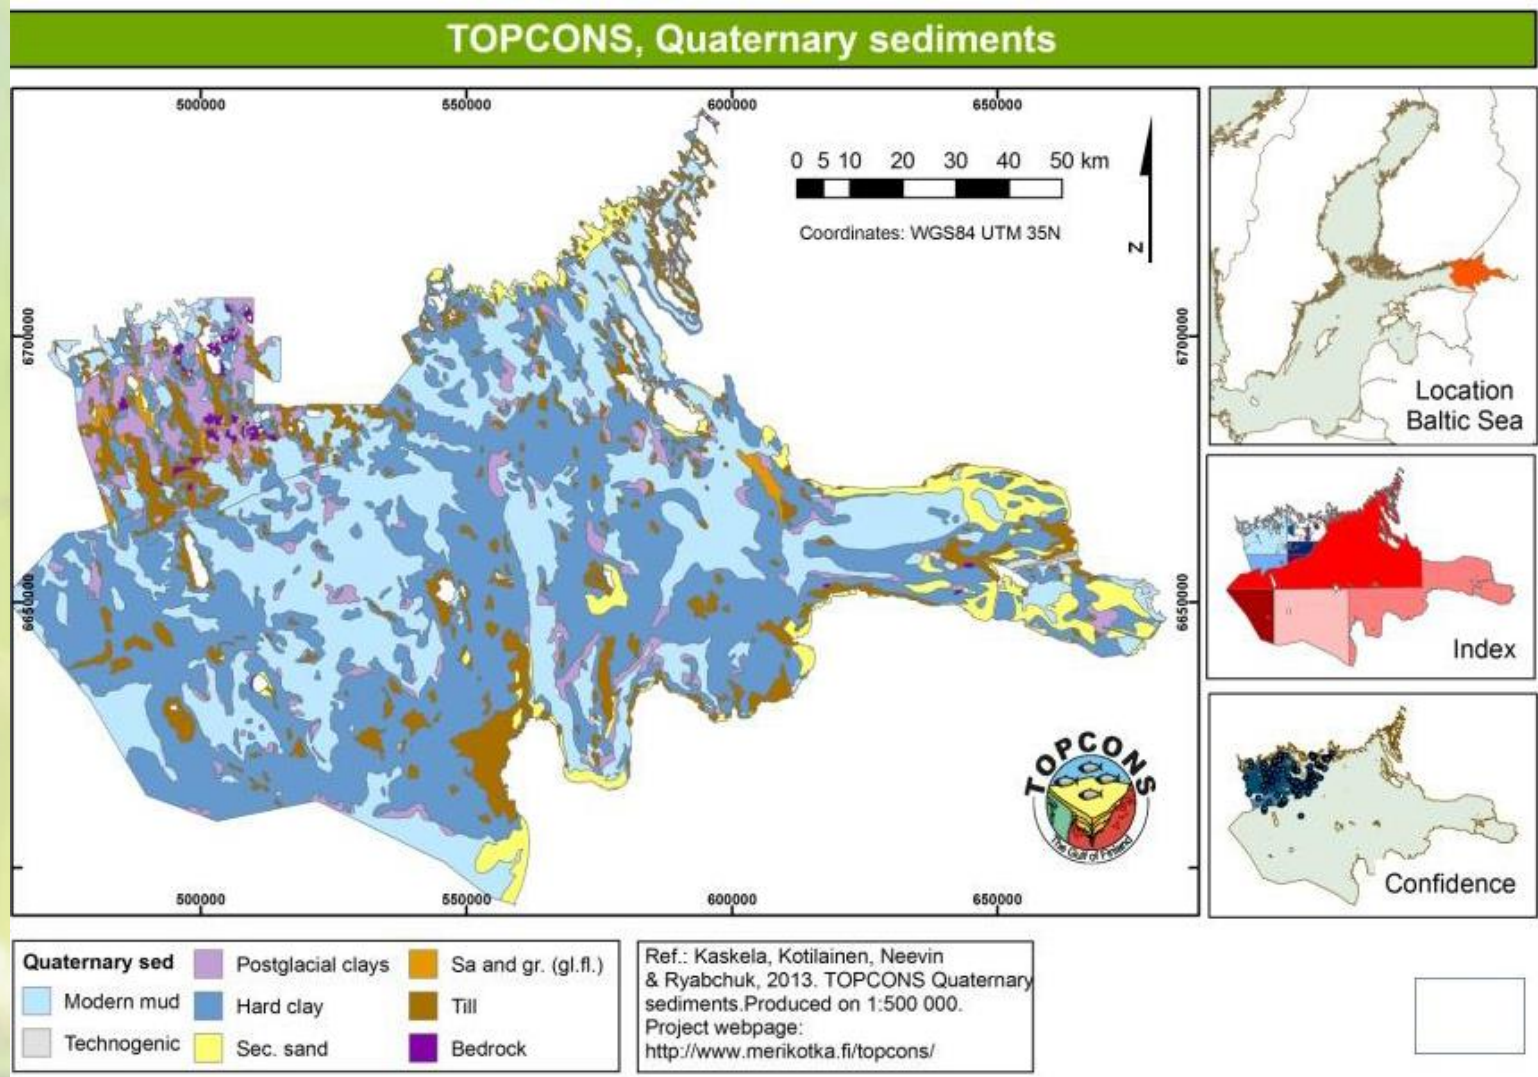 TOPCONS, Quaternary sediments
500000 550000 600000 650000
0 5 10 20 30 40 50 km
Coordinates: WGS84 UTM 35N
N
6700000
6700000
6650000
6650000
TOPCONS
The Gulf of Finland
500000 550000 600000 650000
Location
Baltic Sea
Index
Confidence
Quaternary sed
Modern mud
Technogenic
Postglacial clays
Hard clay
Sec. sand
Sa and gr. (gl.fl.)
Till
Bedrock
Ref.: Kaskela, Kotilainen, Neevin
& Ryabchuk, 2013. TOPCONS Quaternary
sediments.Produced on 1:500 000.
Project webpage:
http://www.merikotka.fi/topcons/